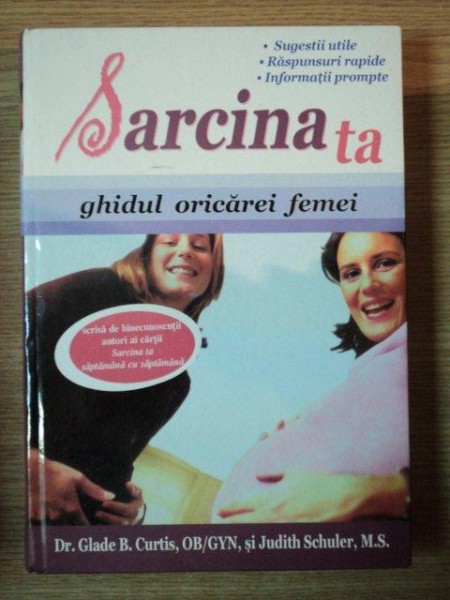 • Sugestii utile
• Răspunsuri rapide
• Informații prompte
Sarcina ta
ghidul oricărei femei
scrisă de binecunoscuții
autori ai cărții
Sarcina ta
săptămână cu săptămână
Dr. Glade B. Curtis, OB/GYN, și Judith Schuler, M.S.